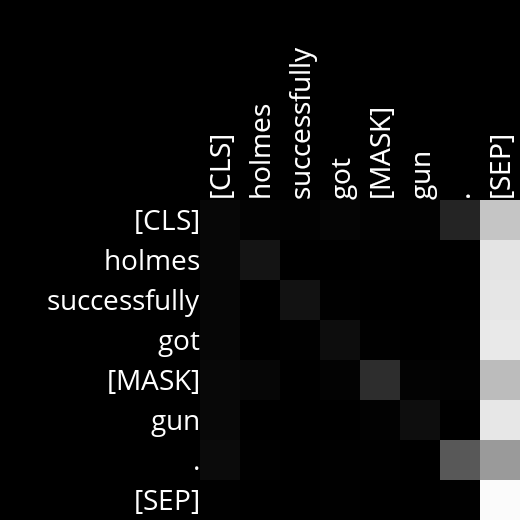 [CLS]
holmes
successfully
got
[MASK]
gun
.
[SEP]
[CLS]
holmes
successfully
got
[MASK]
gun
.
[SEP]